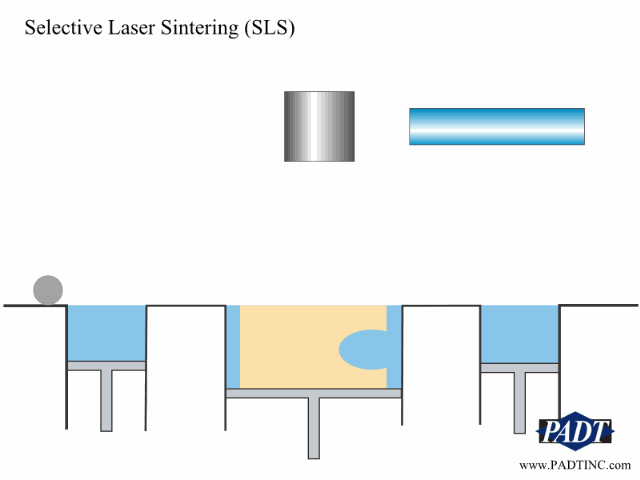 Selective Laser Sintering (SLS)
PADT
www.PADTINC.com